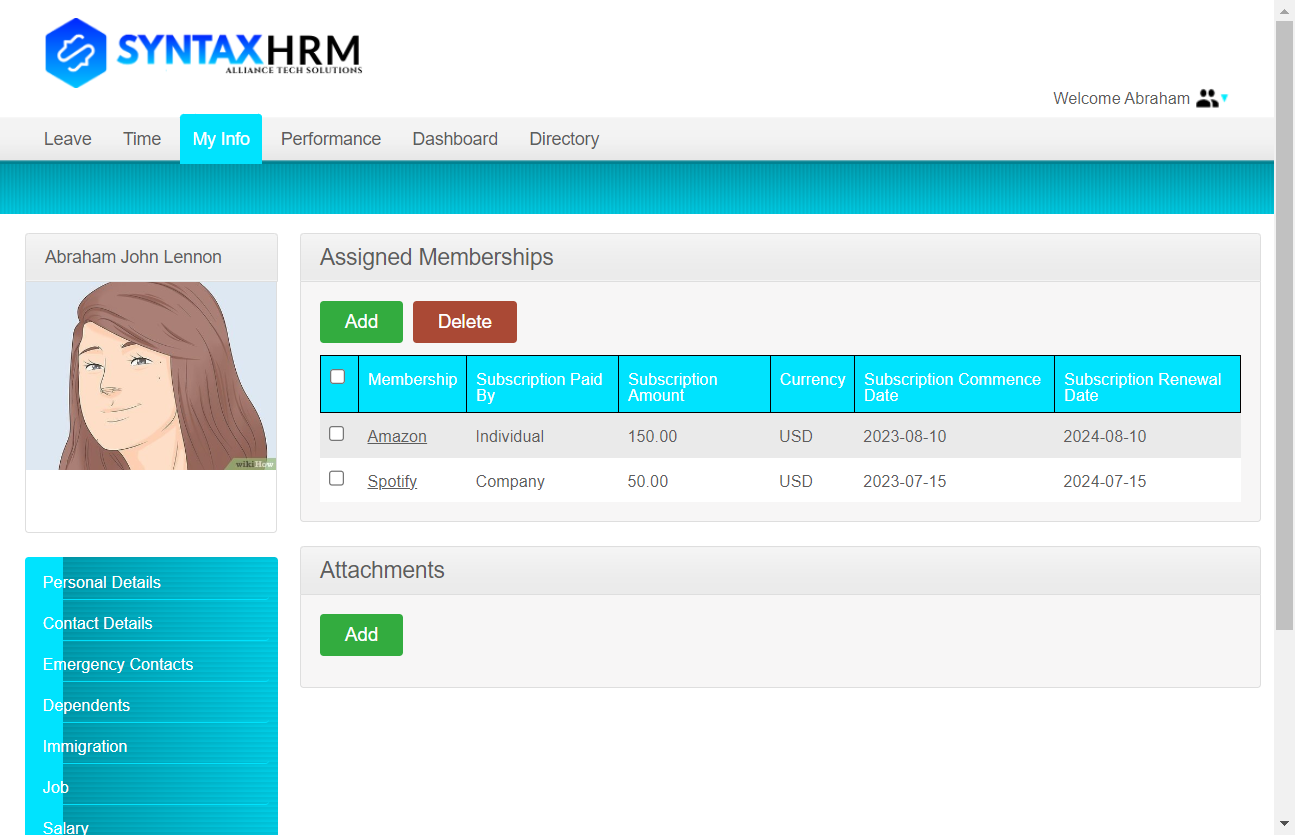 SYNTAXHRM
ALLIANCE TECH SOLUTIONS
Welcome Abraham
Leave Time My Info Performance Dashboard Directory
Abraham John Lennon
wikiHow
Personal Details
Contact Details
Emergency Contacts
Dependents
Immigration
Job
Salary
Assigned Memberships
Add Delete
Membership Subscription Paid By Subscription Amount Currency Subscription Commence Date Subscription Renewal Date
Amazon Individual 150.00 USD 2023-08-10 2024-08-10
Spotify Company 50.00 USD 2023-07-15 2024-07-15
Attachments
Add